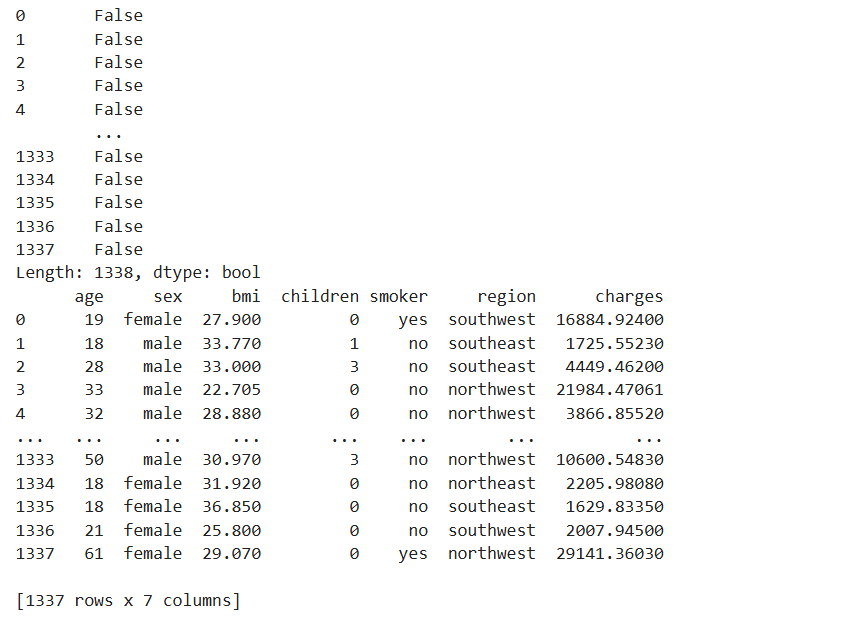 0       False
1       False
2       False
3       False
4       False
        ...
1333    False
1334    False
1335    False
1336    False
1337    False
Length: 1338, dtype: bool
      age     sex     bmi  children smoker     region      charges
0      19  female  27.900         0    yes  southwest  16884.92400
1      18    male  33.770         1     no  southeast   1725.55230
2      28    male  33.000         3     no  southeast   4449.46200
3      33    male  22.705         0     no  northwest  21984.47061
4      32    male  28.880         0     no  northwest   3866.85520
...   ...     ...     ...       ...    ...        ...          ...
1333   50    male  30.970         3     no  northwest  10600.54830
1334   18  female  31.920         0     no  northeast   2205.98080
1335   18  female  36.850         0     no  southeast   1629.83350
1336   21  female  25.800         0     no  southwest   2007.94500
1337   61  female  29.070         0    yes  northwest  29141.36030

[1337 rows x 7 columns]